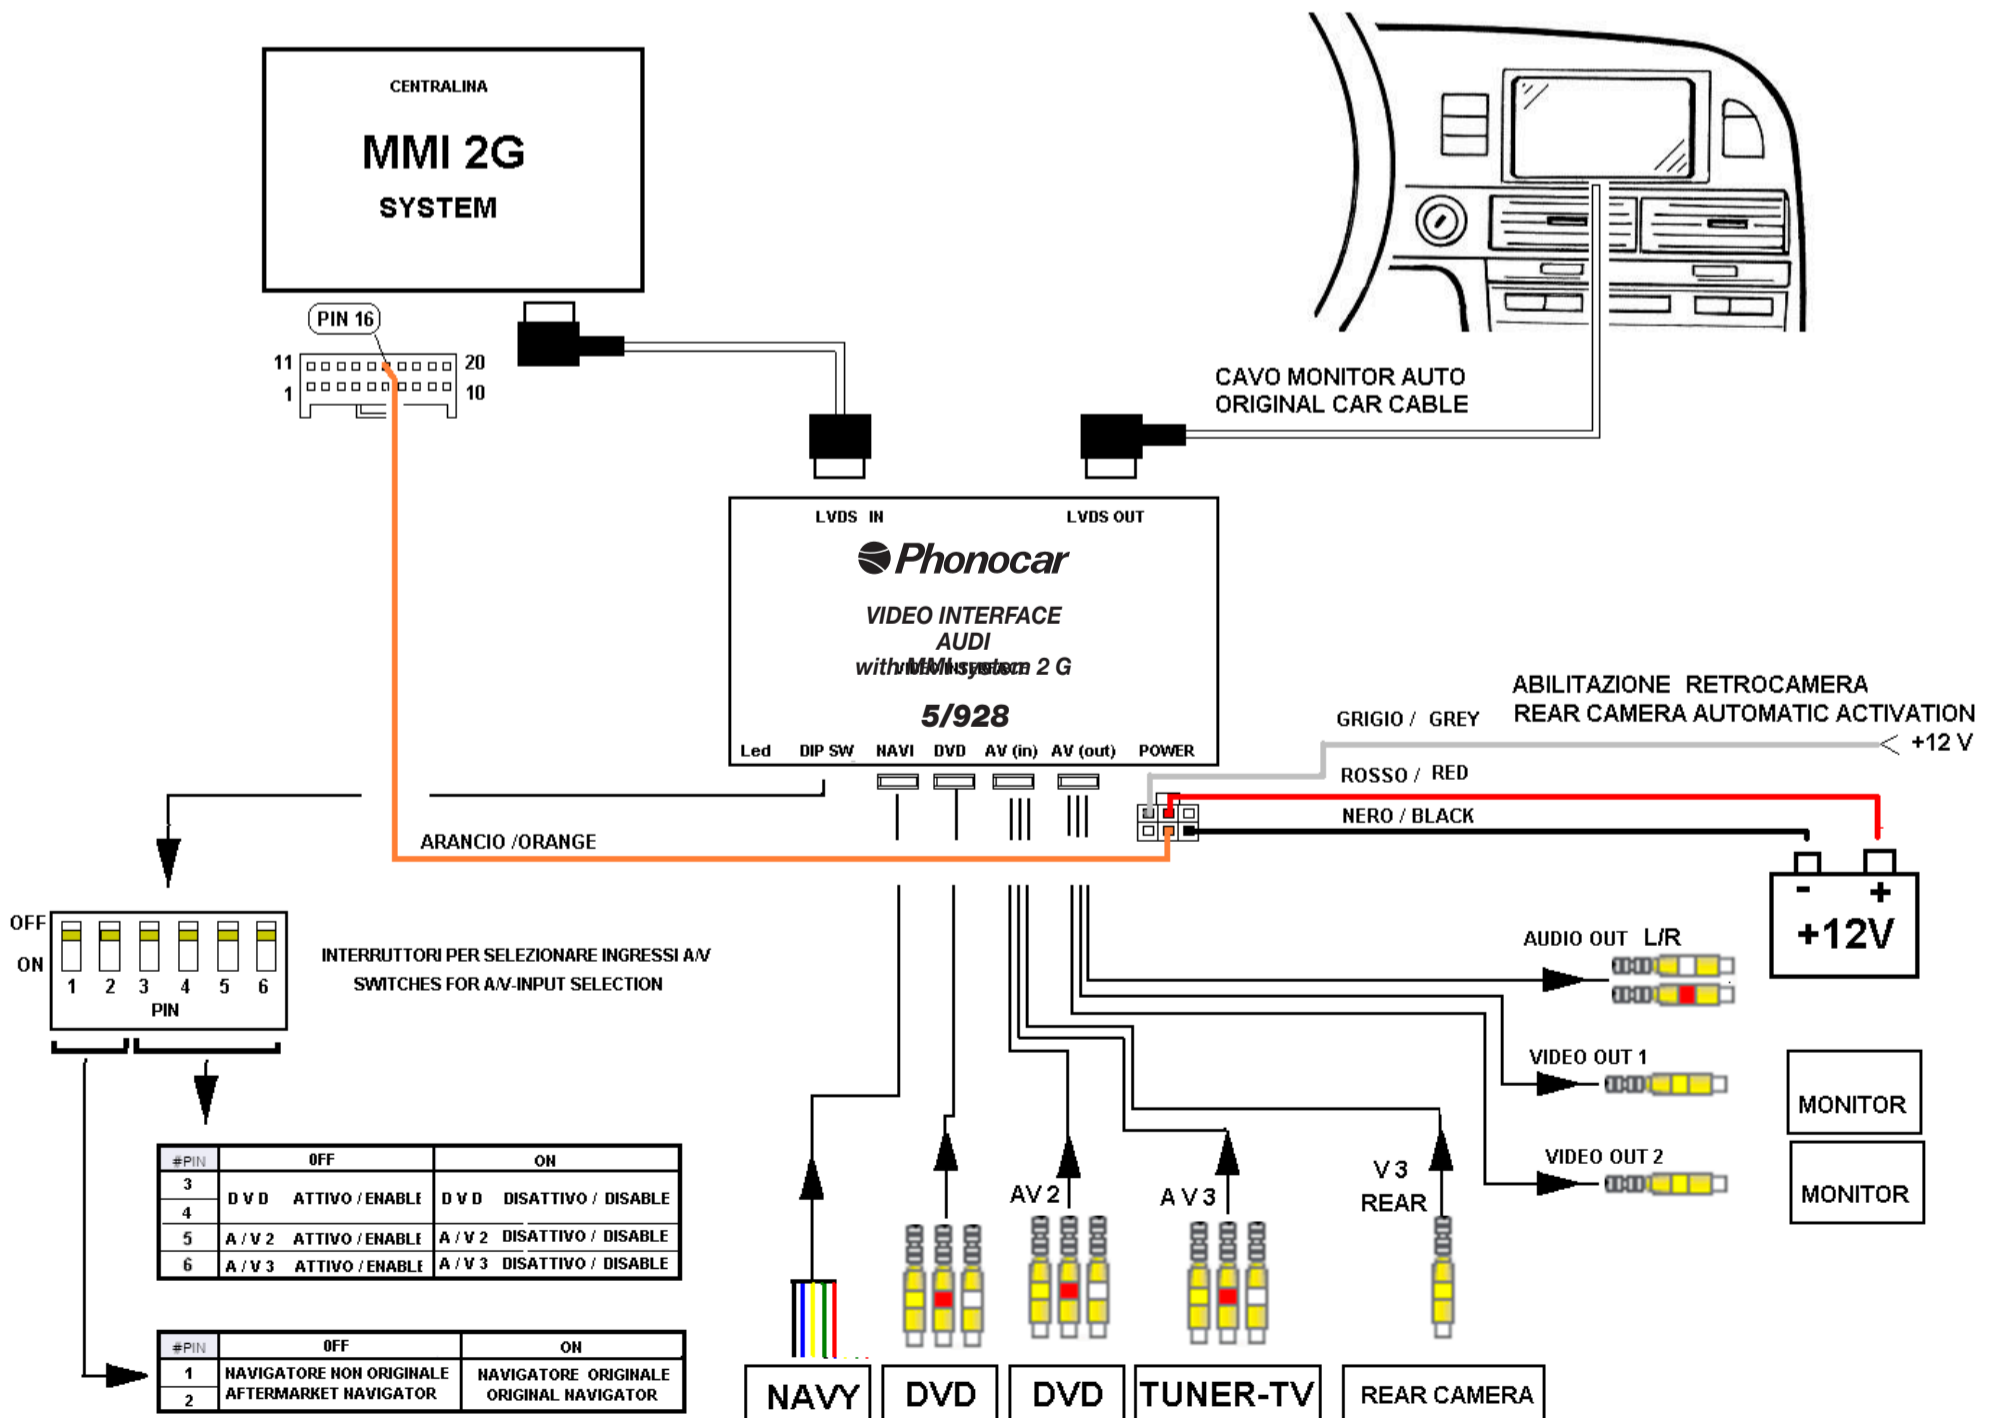 CENTRALINA
MMI 2G
SYSTEM
PIN 16
11
20
1
10
CAVO MONITOR AUTO
ORIGINAL CAR CABLE
LVDS IN
LVDS OUT
Phonocar
VIDEO INTERFACE
AUDI
with MMI system 2 G
5/928
Led
DIP SW
NAVI
DVD
AV (in)
AV (out)
POWER
ABILITAZIONE RETROCAMERA
REAR CAMERA AUTOMATIC ACTIVATION
GRIGIO / GREY
+12 V
ROSSO / RED
NERO / BLACK
ARANCIO /ORANGE
- +
+12V
OFF
ON
1 2 3 4 5 6
PIN
INTERRUTTORI PER SELEZIONARE INGRESSI A/V
SWITCHES FOR A/V-INPUT SELECTION
AUDIO OUT L/R
VIDEO OUT 1
MONITOR
VIDEO OUT 2
MONITOR
#PIN OFF ON
3
4
D V D ATTIVO / ENABLE D V D DISATTIVO / DISABLE
5 A / V 2 ATTIVO / ENABLE A / V 2 DISATTIVO / DISABLE
6 A / V 3 ATTIVO / ENABLE A / V 3 DISATTIVO / DISABLE
#PIN OFF ON
1 NAVIGATORE NON ORIGINALE NAVIGATORE ORIGINALE
2 AFTERMARKET NAVIGATOR ORIGINAL NAVIGATOR
AV 2
A V 3
V 3
REAR
NAVY
DVD
DVD
TUNER-TV
REAR CAMERA